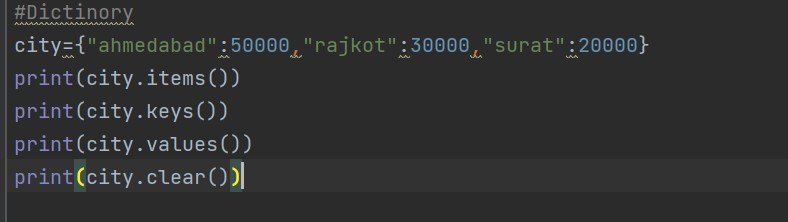 #Dictinory
city={"ahmedabad":50000,"rajkot":30000,"surat":20000}
print(city.items())
print(city.keys())
print(city.values())
print(city.clear())